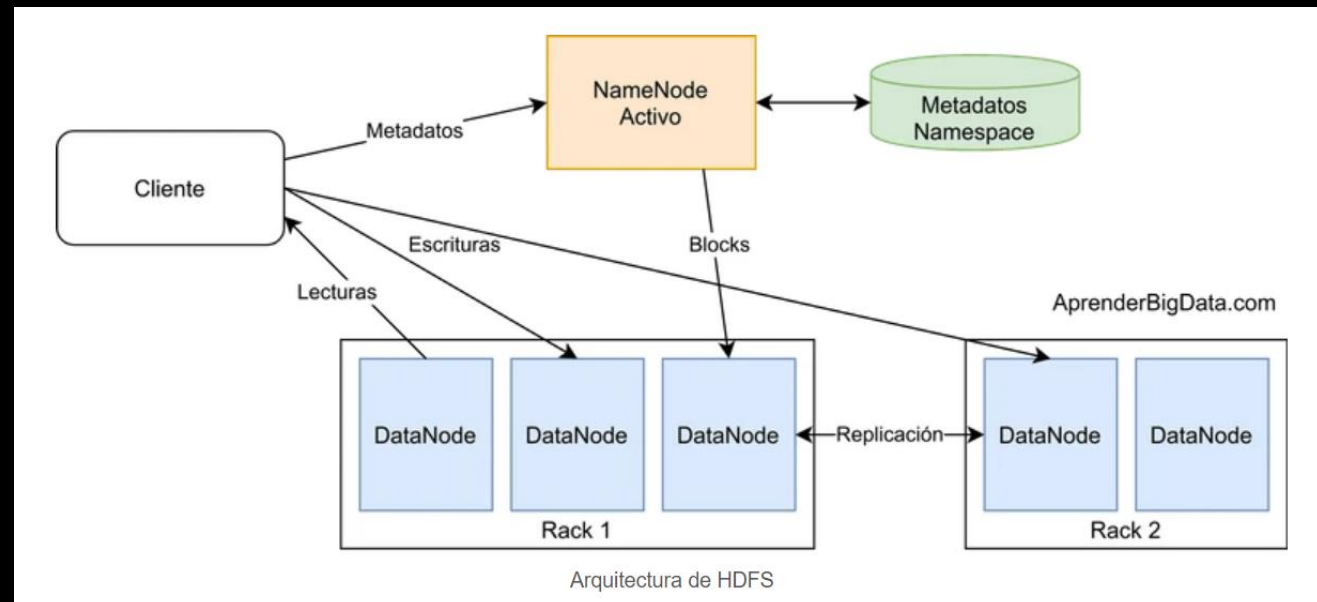 NameNode
Activo
Metadatos
Namespace
Metadatos
Cliente
Escrituras
Blocks
Lecturas
AprenderBigData.com
DataNode
DataNode
DataNode
Replicación
DataNode
DataNode
Rack 1
Rack 2
Arquitectura de HDFS